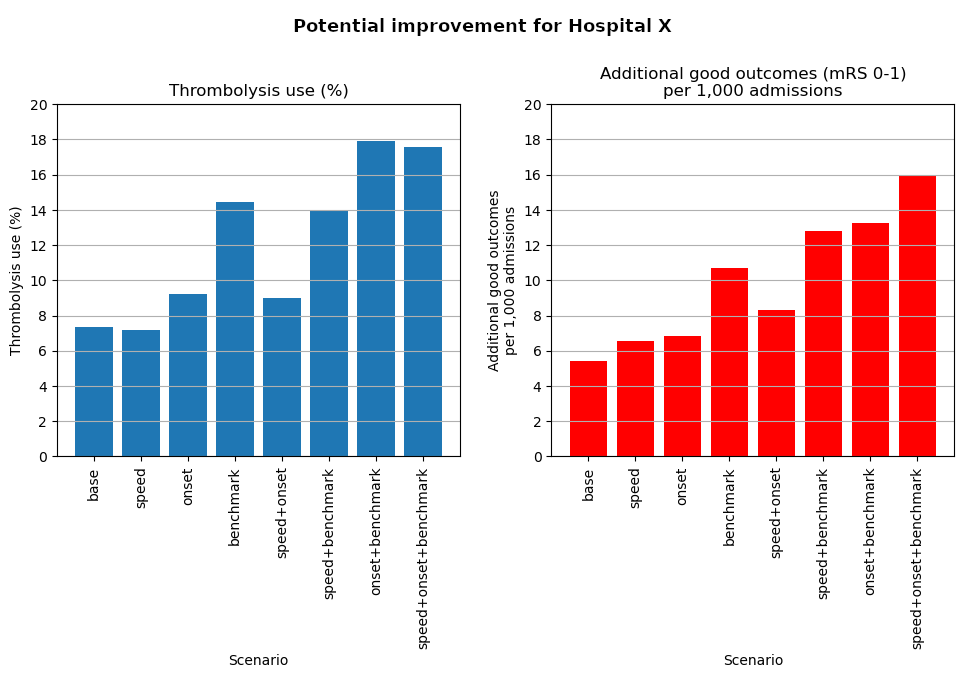 Potential improvement for Hospital X
Thrombolysis use (%)
Thrombolysis use (%)
20
18
16
14
12
10
8
6
4
2
0
base
speed
onset
benchmark
speed+onset
speed+benchmark
onset+benchmark
speed+onset+benchmark
Scenario
Additional good outcomes (mRS 0-1)
per 1,000 admissions
Additional good outcomes
per 1,000 admissions
20
18
16
14
12
10
8
6
4
2
0
base
speed
onset
benchmark
speed+onset
speed+benchmark
onset+benchmark
speed+onset+benchmark
Scenario